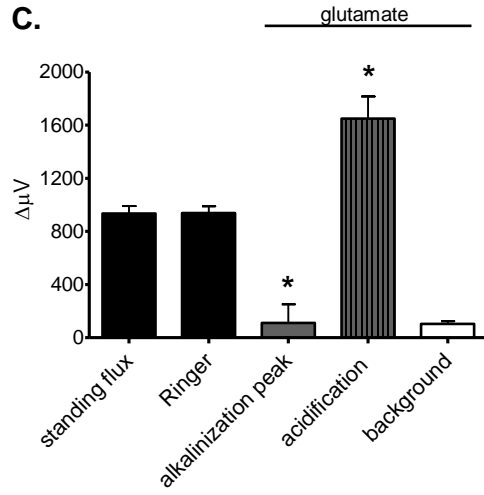 C.
glutamate
*
*
2000
1600
1200
800
400
0
ΔμV
standing flux
Ringer
alkalinization peak
acidification
background